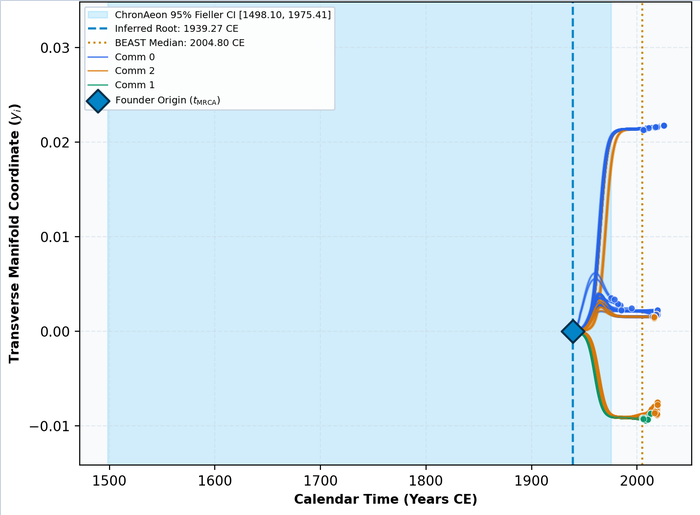 ChronAeon 95% Fieller CI [1498.10, 1975.41]
Inferred Root: 1939.27 CE
BEAST Median: 2004.80 CE
Comm 0
Comm 2
Comm 1
Founder Origin (tMRCA)
0.03
0.02
0.01
0.00
−0.01
Transverse Manifold Coordinate (yi)
1500 1600 1700 1800 1900 2000
Calendar Time (Years CE)